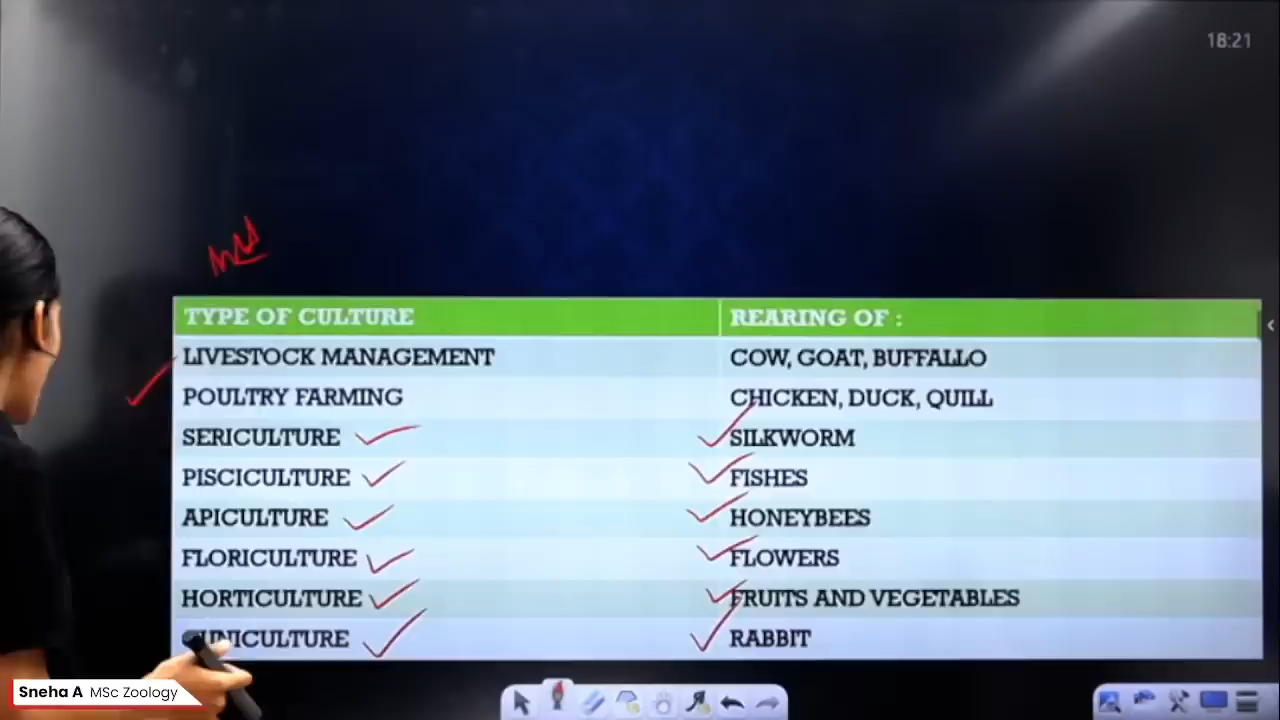 18:21
TYPE OF CULTURE REARING OF :
LIVESTOCK MANAGEMENT COW, GOAT, BUFFALLO
POULTRY FARMING CHICKEN, DUCK, QUILL
SERICULTURE SILKWORM
PISCICULTURE FISHES
APICULTURE HONEYBEES
FLORICULTURE FLOWERS
HORTICULTURE FRUITS AND VEGETABLES
RABBIT
Sneha A MSc Zoology